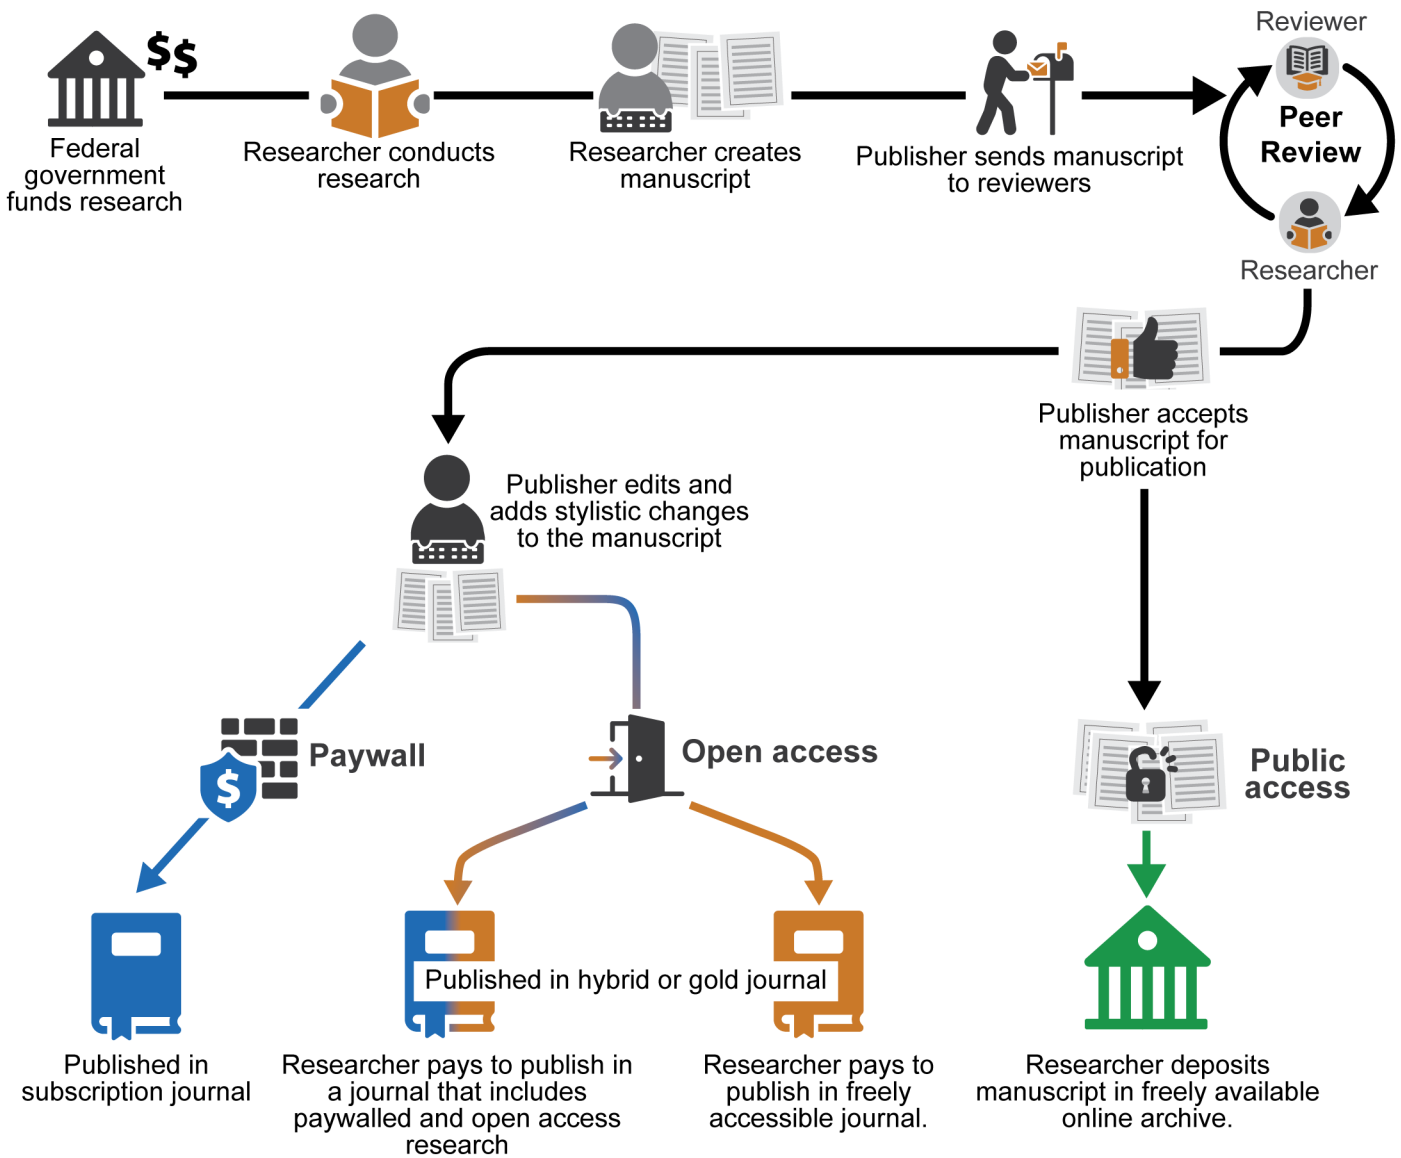 $$
Federal
government
funds research
Researcher conducts
research
Researcher creates
manuscript
Publisher sends manuscript
to reviewers
Reviewer
Peer
Review
Researcher
Publisher accepts
manuscript for
publication
Publisher edits and
adds stylistic changes
to the manuscript
$
Paywall
Open access
Public
access
Published in
subscription journal
Published in hybrid or gold journal
Researcher pays to publish in
a journal that includes
paywalled and open access
research
Researcher pays to
publish in freely
accessible journal.
Researcher deposits
manuscript in freely available
online archive.